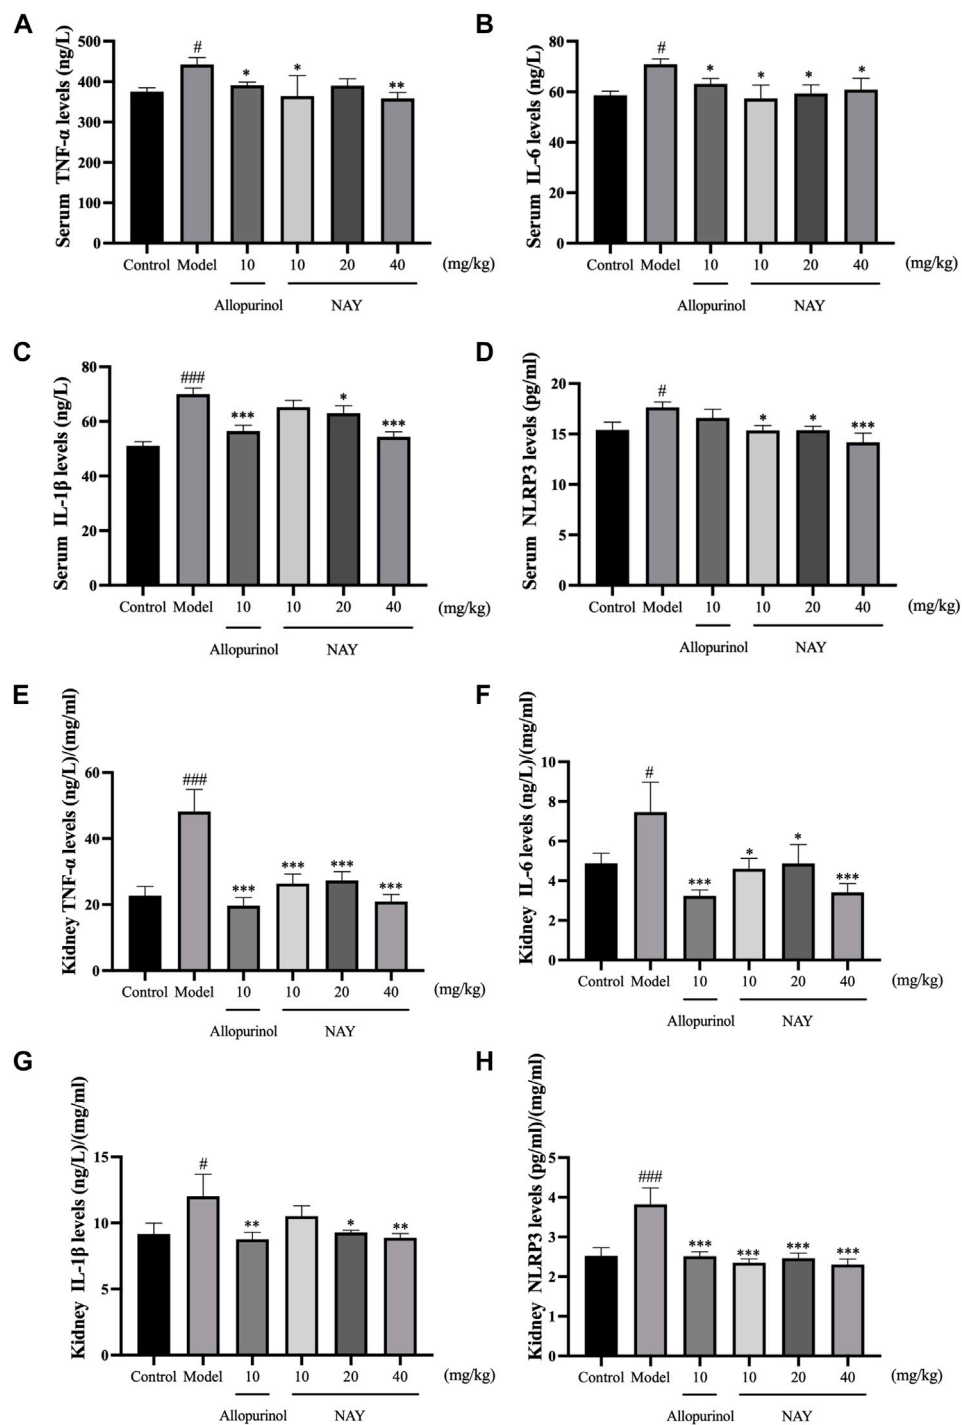 A
Serum TNF-α levels (ng/L)
500
400
300
200
100
0
#
*
*
**
Control Model 10 10 20 40 (mg/kg)
Allopurinol NAY
B
Serum IL-6 levels (ng/L)
80
60
40
20
0
#
*
*
*
*
Control Model 10 10 20 40 (mg/kg)
Allopurinol NAY
C
Serum IL-1β levels (ng/L)
80
60
40
20
0
###
***
*
***
Control Model 10 10 20 40 (mg/kg)
Allopurinol NAY
D
Serum NLRP3 levels (pg/ml)
20
15
10
5
0
#
*
*
***
Control Model 10 10 20 40 (mg/kg)
Allopurinol NAY
E
Kidney TNF-α levels (ng/L)/(mg/ml)
60
40
20
0
###
***
***
***
***
Control Model 10 10 20 40 (mg/kg)
Allopurinol NAY
F
Kidney IL-6 levels (ng/L)/(mg/ml)
10
8
6
4
2
0
#
***
*
*
***
Control Model 10 10 20 40 (mg/kg)
Allopurinol NAY
G
Kidney IL-1β levels (ng/L)/(mg/ml)
15
10
5
0
#
**
*
**
Control Model 10 10 20 40 (mg/kg)
Allopurinol NAY
H
Kidney NLRP3 levels (pg/ml)/(mg/ml)
5
4
3
2
1
0
###
***
***
***
***
Control Model 10 10 20 40 (mg/kg)
Allopurinol NAY